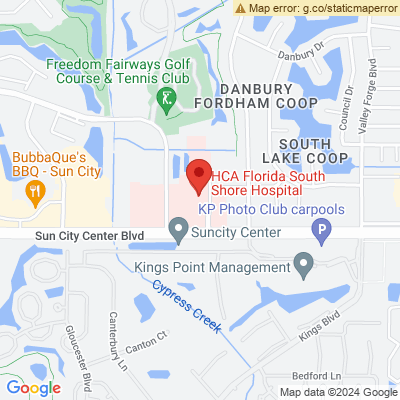 Map error: g.co/staticmaperror
Danbury Dr
Freedom Fairways Golf
Course & Tennis Club
DANBURY
FORDHAM COOP
Council Dr
Valley Forge Blvd
SOUTH
LAKE COOP
BubbaQue's
BBQ - Sun City
HCA Florida South
Shore Hospital
KP Photo Club carpools
Sun City Center Blvd
Suncity Center
P
Kings Point Management
Cypress Creek
Gloucester Blvd
Canterbury Ln
Canton Ct
Kings Blvd
Bedford Ln
Google
Map data ©2024 Google